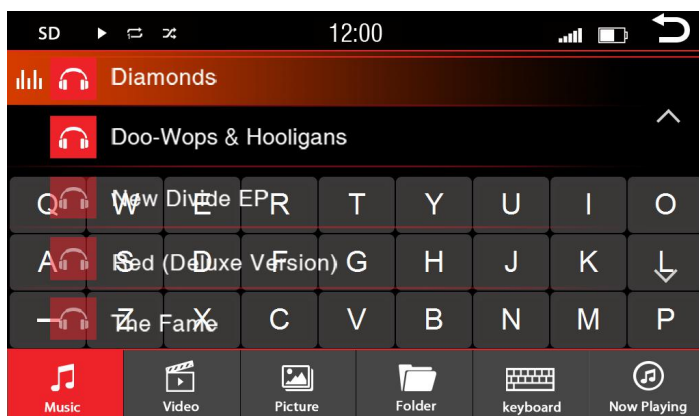 SD 12:00
Diamonds
Doo-Wops & Hooligans
New Divide EP
Q W E R T Y U I O
Red (Deluxe Version)
A S D F G H J K L
The Fame
– Z X C V B N M P
Music Video Picture Folder keyboard Now Playing